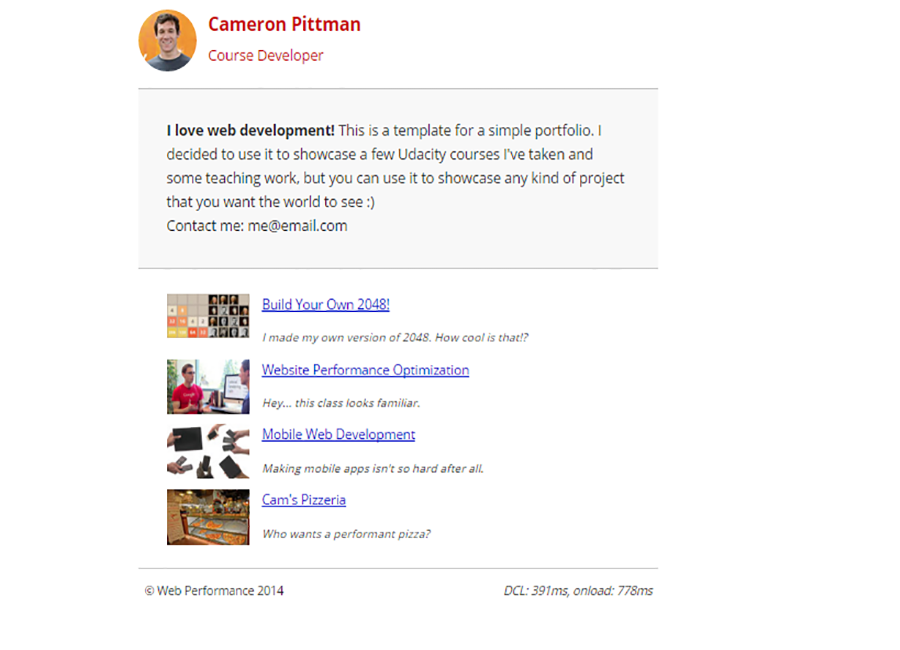 Cameron Pittman
Course Developer
I love web development! This is a template for a simple portfolio. I
decided to use it to showcase a few Udacity courses I've taken and
some teaching work, but you can use it to showcase any kind of project
that you want the world to see :)
Contact me: me@email.com
Build Your Own 2048!
I made my own version of 2048. How cool is that!?
Website Performance Optimization
Hey... this class looks familiar.
Mobile Web Development
Making mobile apps isn't so hard after all.
Cam's Pizzeria
Who wants a performant pizza?
© Web Performance 2014
DCL: 391ms, onload: 778ms